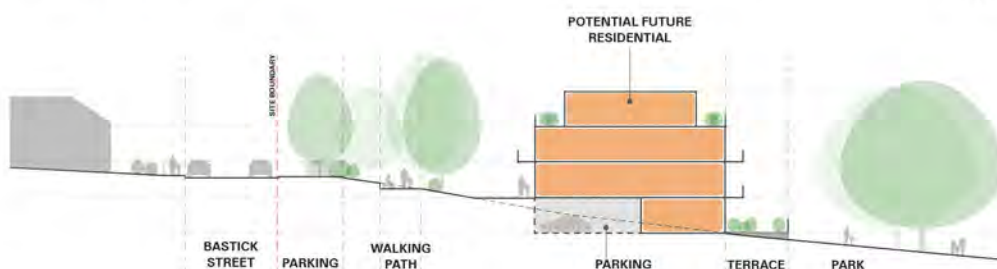 POTENTIAL FUTURE
RESIDENTIAL
SITE BOUNDARY
BASTICK
STREET
PARKING
WALKING
PATH
PARKING
TERRACE
PARK